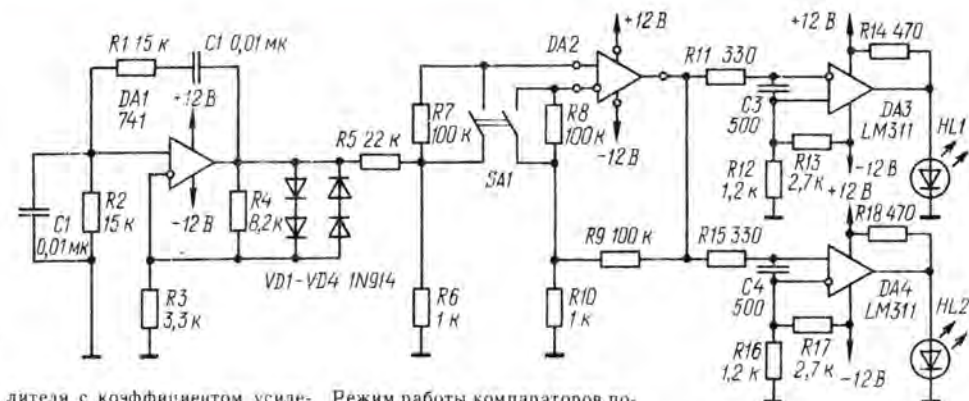 R1 15 к
C1 0,01 мк
DA1
741
+12 В
-12 В
C1
0,01 мк
R2
15 к
R3
3,3 к
R4
8,2 к
VD1-VD4 1N914
R5 22 к
R6
1 к
R7
100 к
SA1
R8
100 к
DA2
+12 В
-12 В
R9 100 к
R10
1 к
R11 330
C3
500
R12
1,2 к
R13
2,7 к
+12 В
R14 470
DA3
LM311
-12 В
HL1
R15 330
C4
500
R16
1,2 к
R17
2,7 к
+12 В
R18 470
DA4
LM311
-12 В
HL2
лителя с коэффициентом усиле-
Режим работы компараторов по-